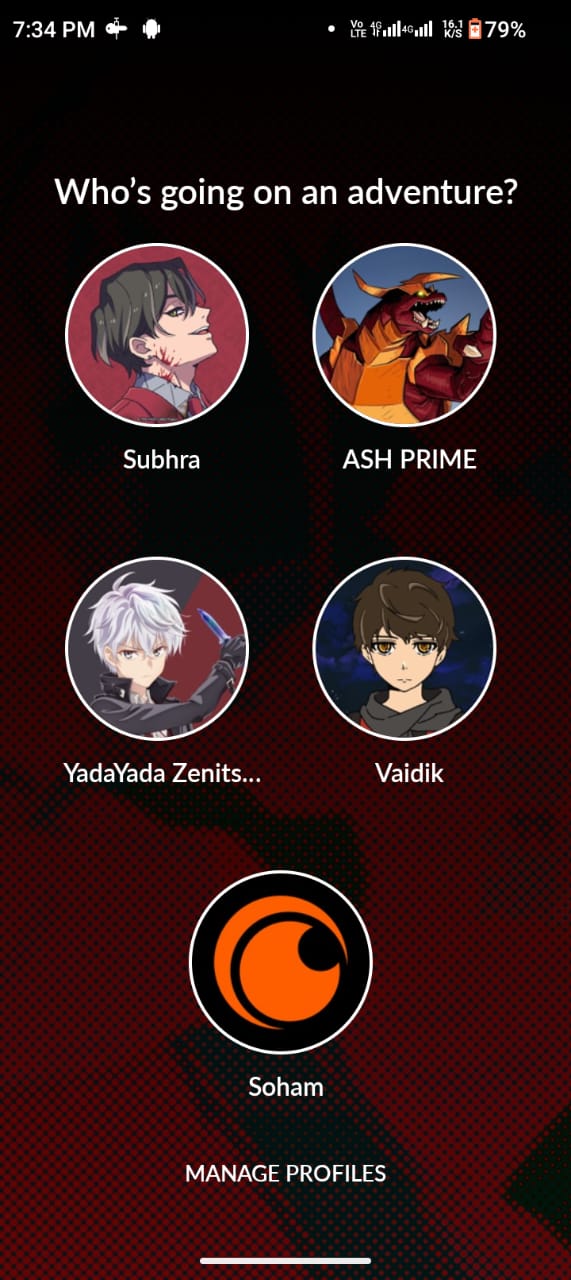 7:34 PM Vo LTE 4G 4G 16.1 K/S 79%
Who’s going on an adventure?
Subhra ASH PRIME
YadaYada Zenits... Vaidik
Soham
MANAGE PROFILES